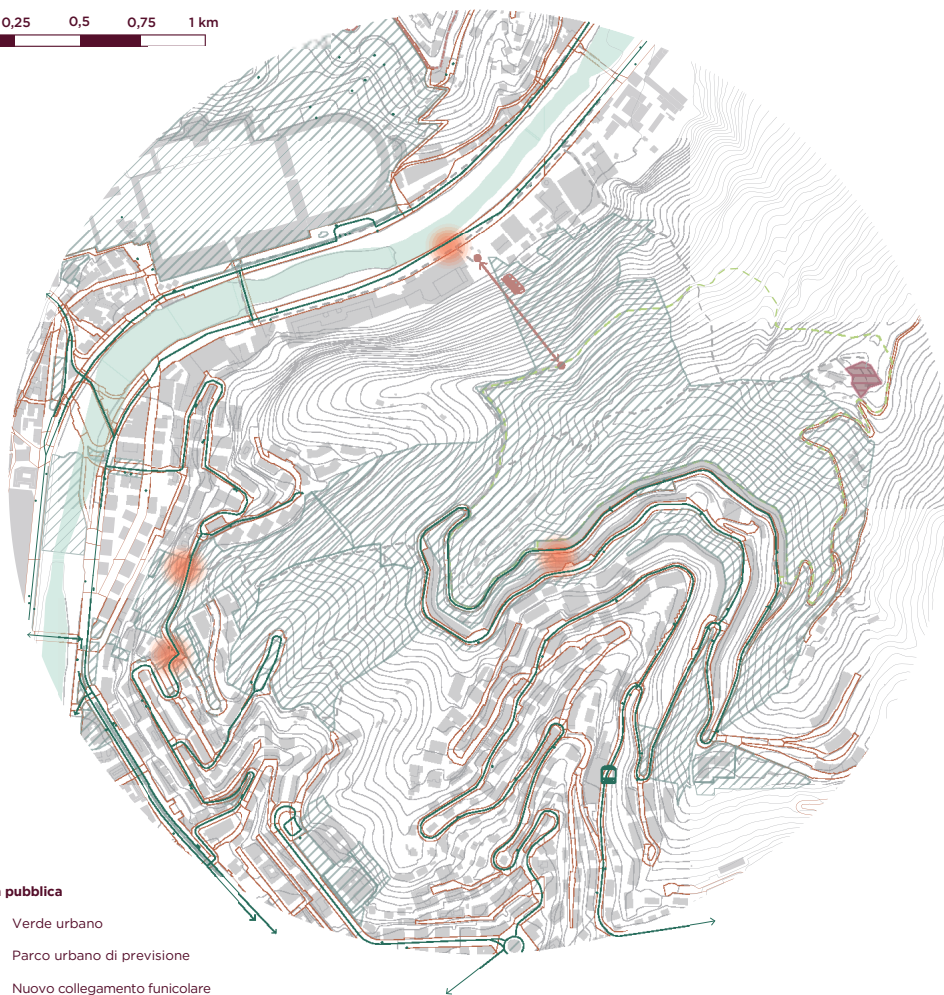 0,25 0,5 0,75 1 km
pubblica
Verde urbano
Parco urbano di previsione
Nuovo collegamento funicolare